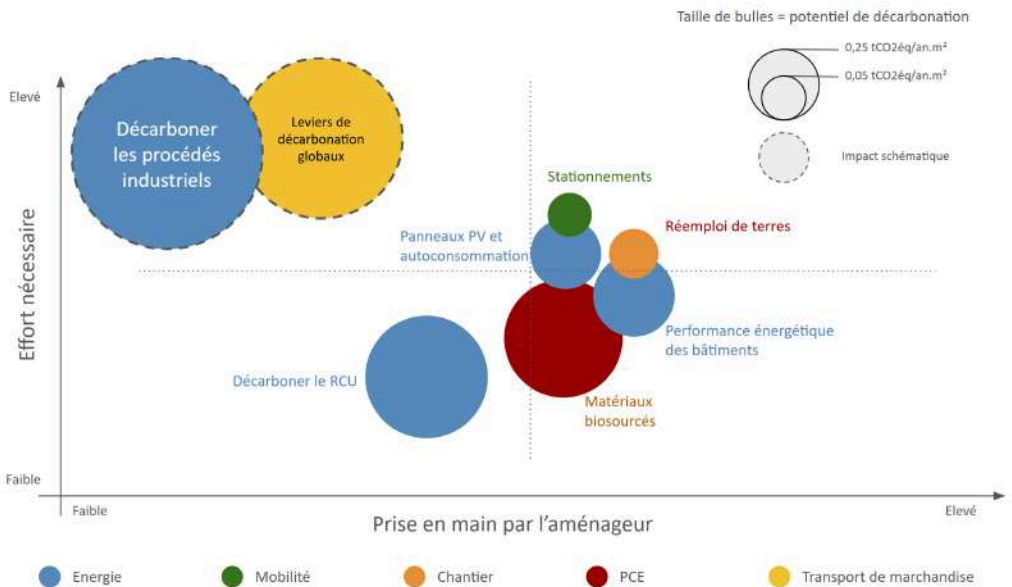 Taille de bulles = potentiel de décarbonation
0,25 tCO2éq/an.m²
0,05 tCO2éq/an.m²
Impact schématique
Elevé
Décarboner
les procédés
industriels
Leviers de
décarbonation
globaux
Stationnements
Panneaux PV et
autoconsommation
Réemploi de terres
Effort nécessaire
Performance énergétique
des bâtiments
Décarboner le RCU
Matériaux
biosourcés
Faible
Faible
Elevé
Prise en main par l’aménageur
Energie
Mobilité
Chantier
PCE
Transport de marchandise